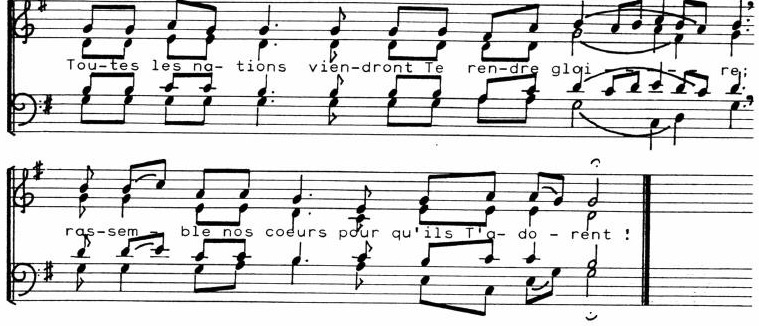 Tou-tes les na- tions vien-dront Te ren-dre gloi - re;
ras-sem - ble nos coeurs pour qu'ils T'a- do - rent !